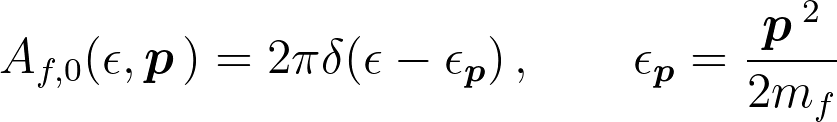 A_{f,0}(\epsilon, \boldsymbol{p}) = 2\pi\delta(\epsilon - \epsilon_{\boldsymbol{p}}) , \qquad \epsilon_{\boldsymbol{p}} = \frac{\boldsymbol{p}^{2}}{2m_f}